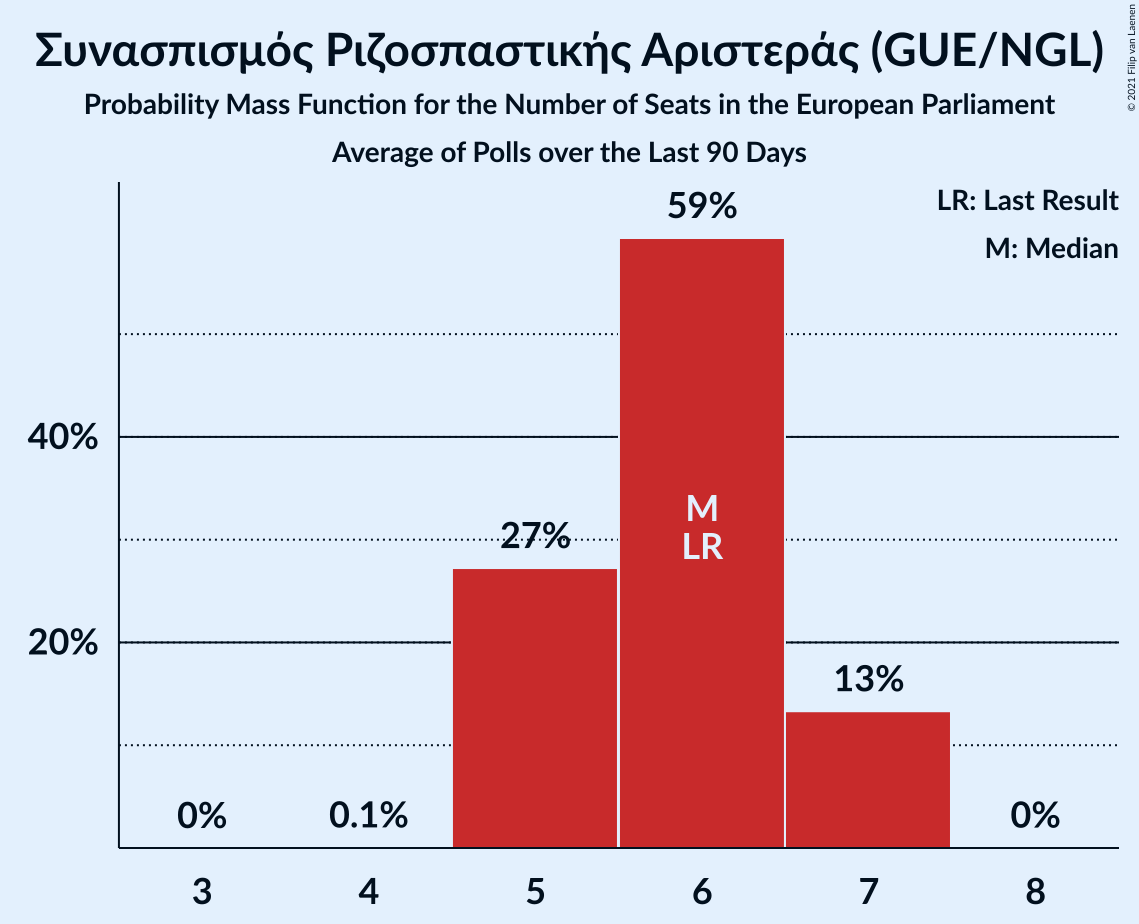 Συνασπισμός Ριζοσπαστικής Αριστεράς (GUE/NGL)
Probability Mass Function for the Number of Seats in the European Parliament
Average of Polls over the Last 90 Days
© 2021 Filip van Laenen
LR: Last Result
M: Median
59%
40%
27%
M
LR
20%
13%
0%
0.1%
0%
3
4
5
6
7
8